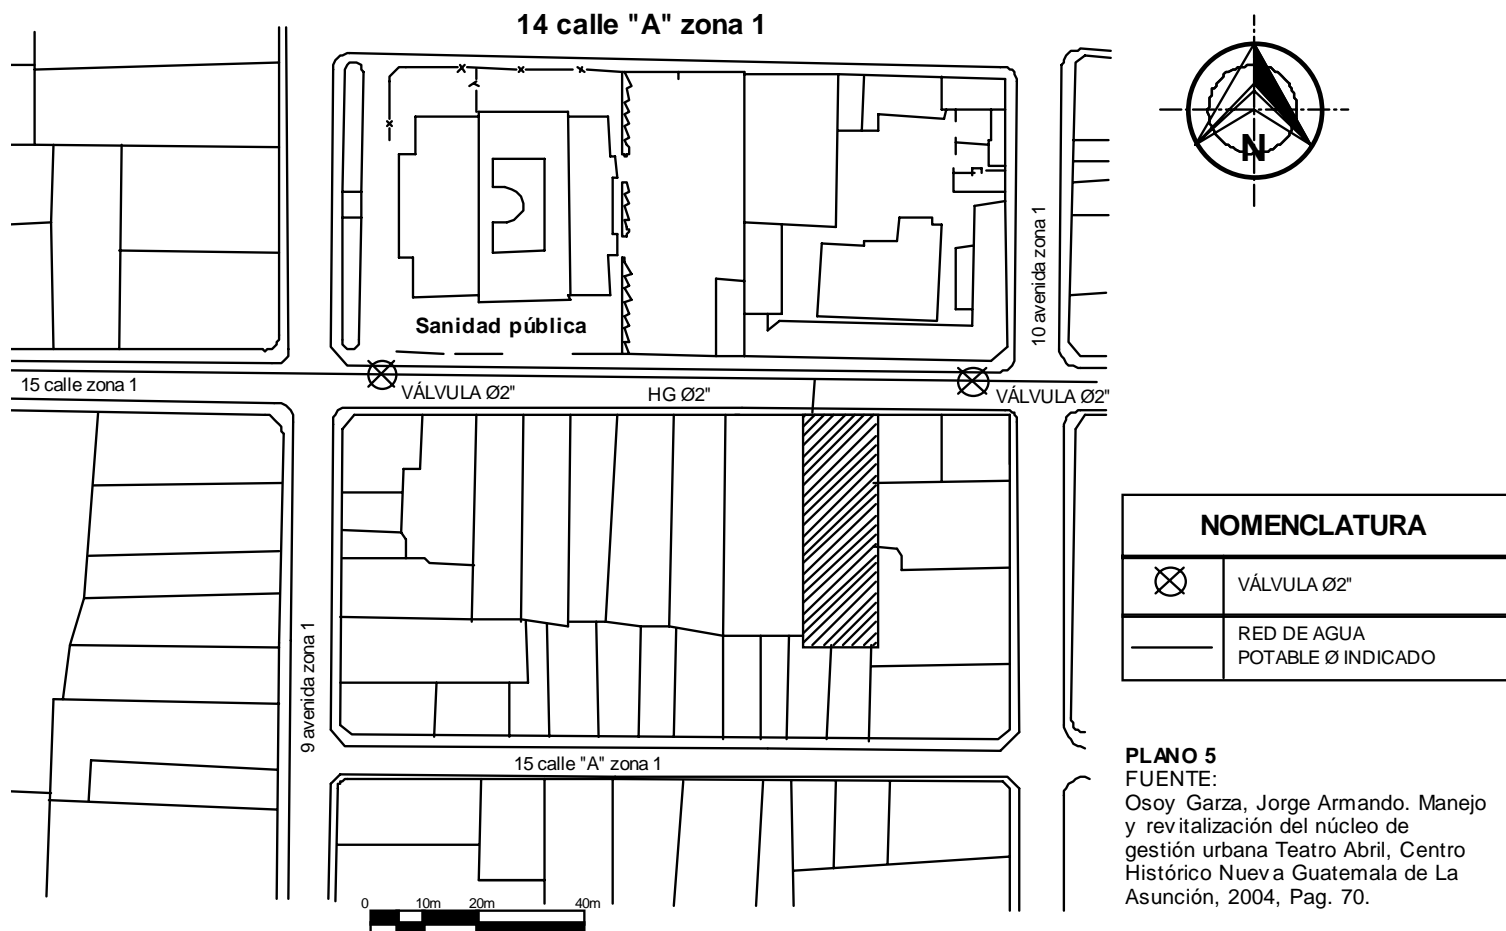 14 calle "A" zona 1
N
10 avenida zona 1
Sanidad pública
15 calle zona 1
VÁLVULA Ø2"
HG Ø2"
VÁLVULA Ø2"
NOMENCLATURA
VÁLVULA Ø2"
RED DE AGUA
POTABLE Ø INDICADO
9 avenida zona 1
15 calle "A" zona 1
PLANO 5
FUENTE:
Osoy Garza, Jorge Armando. Manejo
y revitalización del núcleo de
gestión urbana Teatro Abril, Centro
Histórico Nueva Guatemala de La
Asunción, 2004, Pag. 70.
0 10m 20m 40m